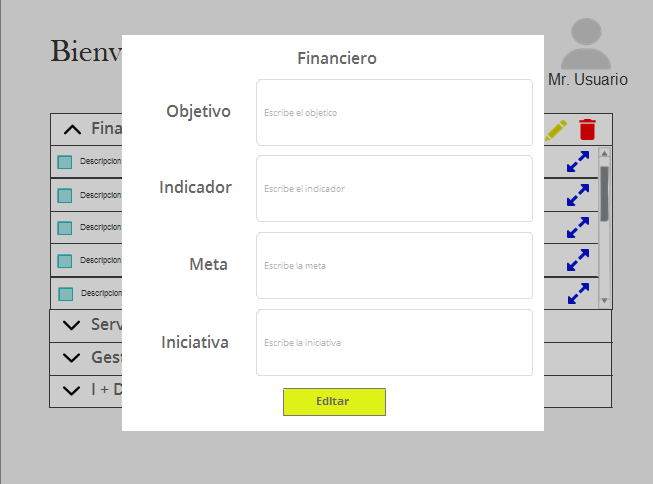 Bienv
Mr. Usuario
Financiero
Objetivo
Escribe el objetico
Indicador
Escribe el indicador
Meta
Escribe la meta
Iniciativa
Escribe la iniciativa
Editar
Fina
Descripcion
Descripcion
Descripcion
Descripcion
Descripcion
Serv
Gest
I + D